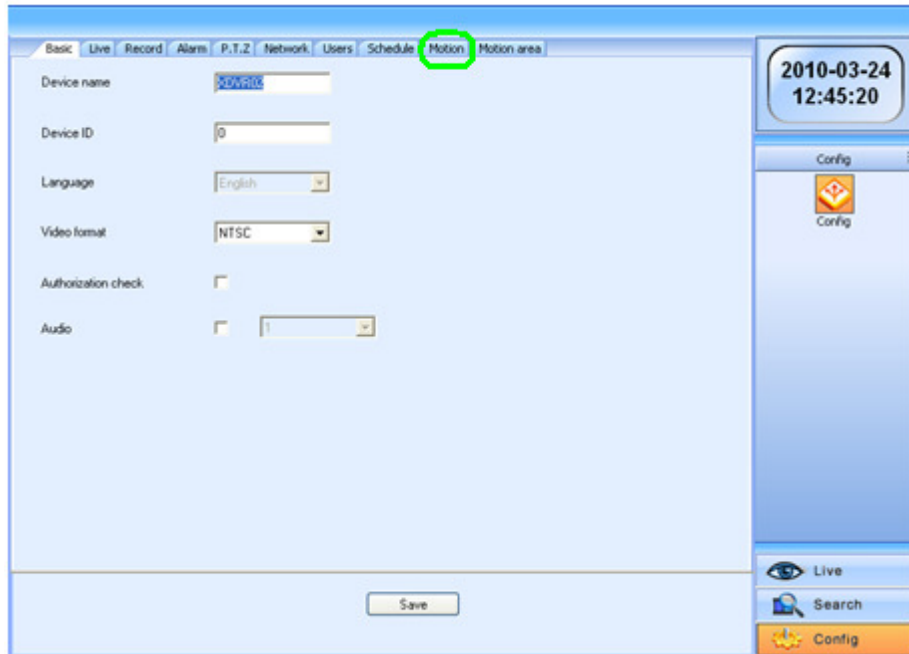 Basic Live Record Alarm P.T.Z Network Users Schedule Motion Motion area
Device name XDVR02
Device ID 0
Language English
Video format NTSC
Authorization check
Audio 1
Save
2010-03-24
12:45:20
Config
Config
Live
Search
Config